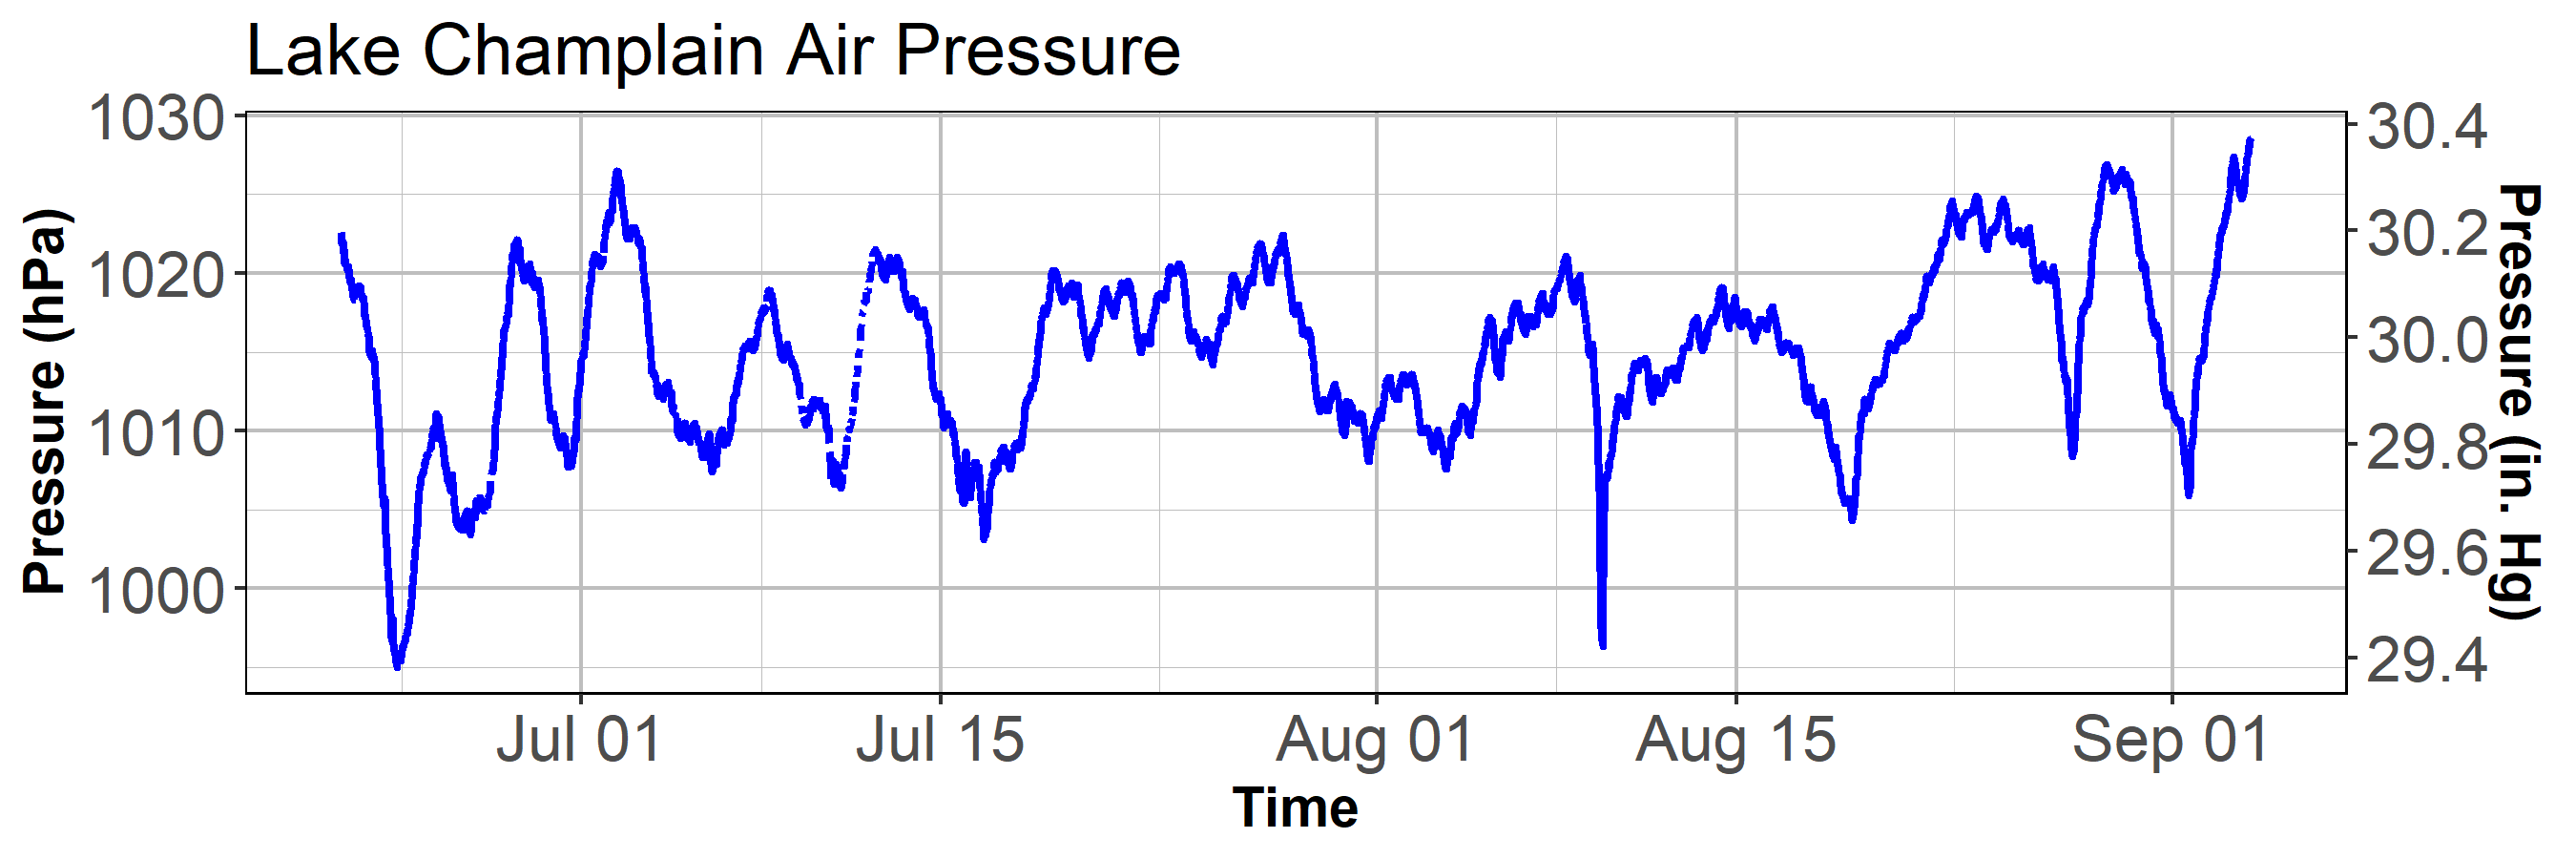 Lake Champlain Air Pressure
1030
1020
1010
1000
Pressure (hPa)
30.4
30.2
30.0
29.8
29.6
29.4
Pressure (in. Hg)
Jul 01
Jul 15
Aug 01
Aug 15
Sep 01
Time